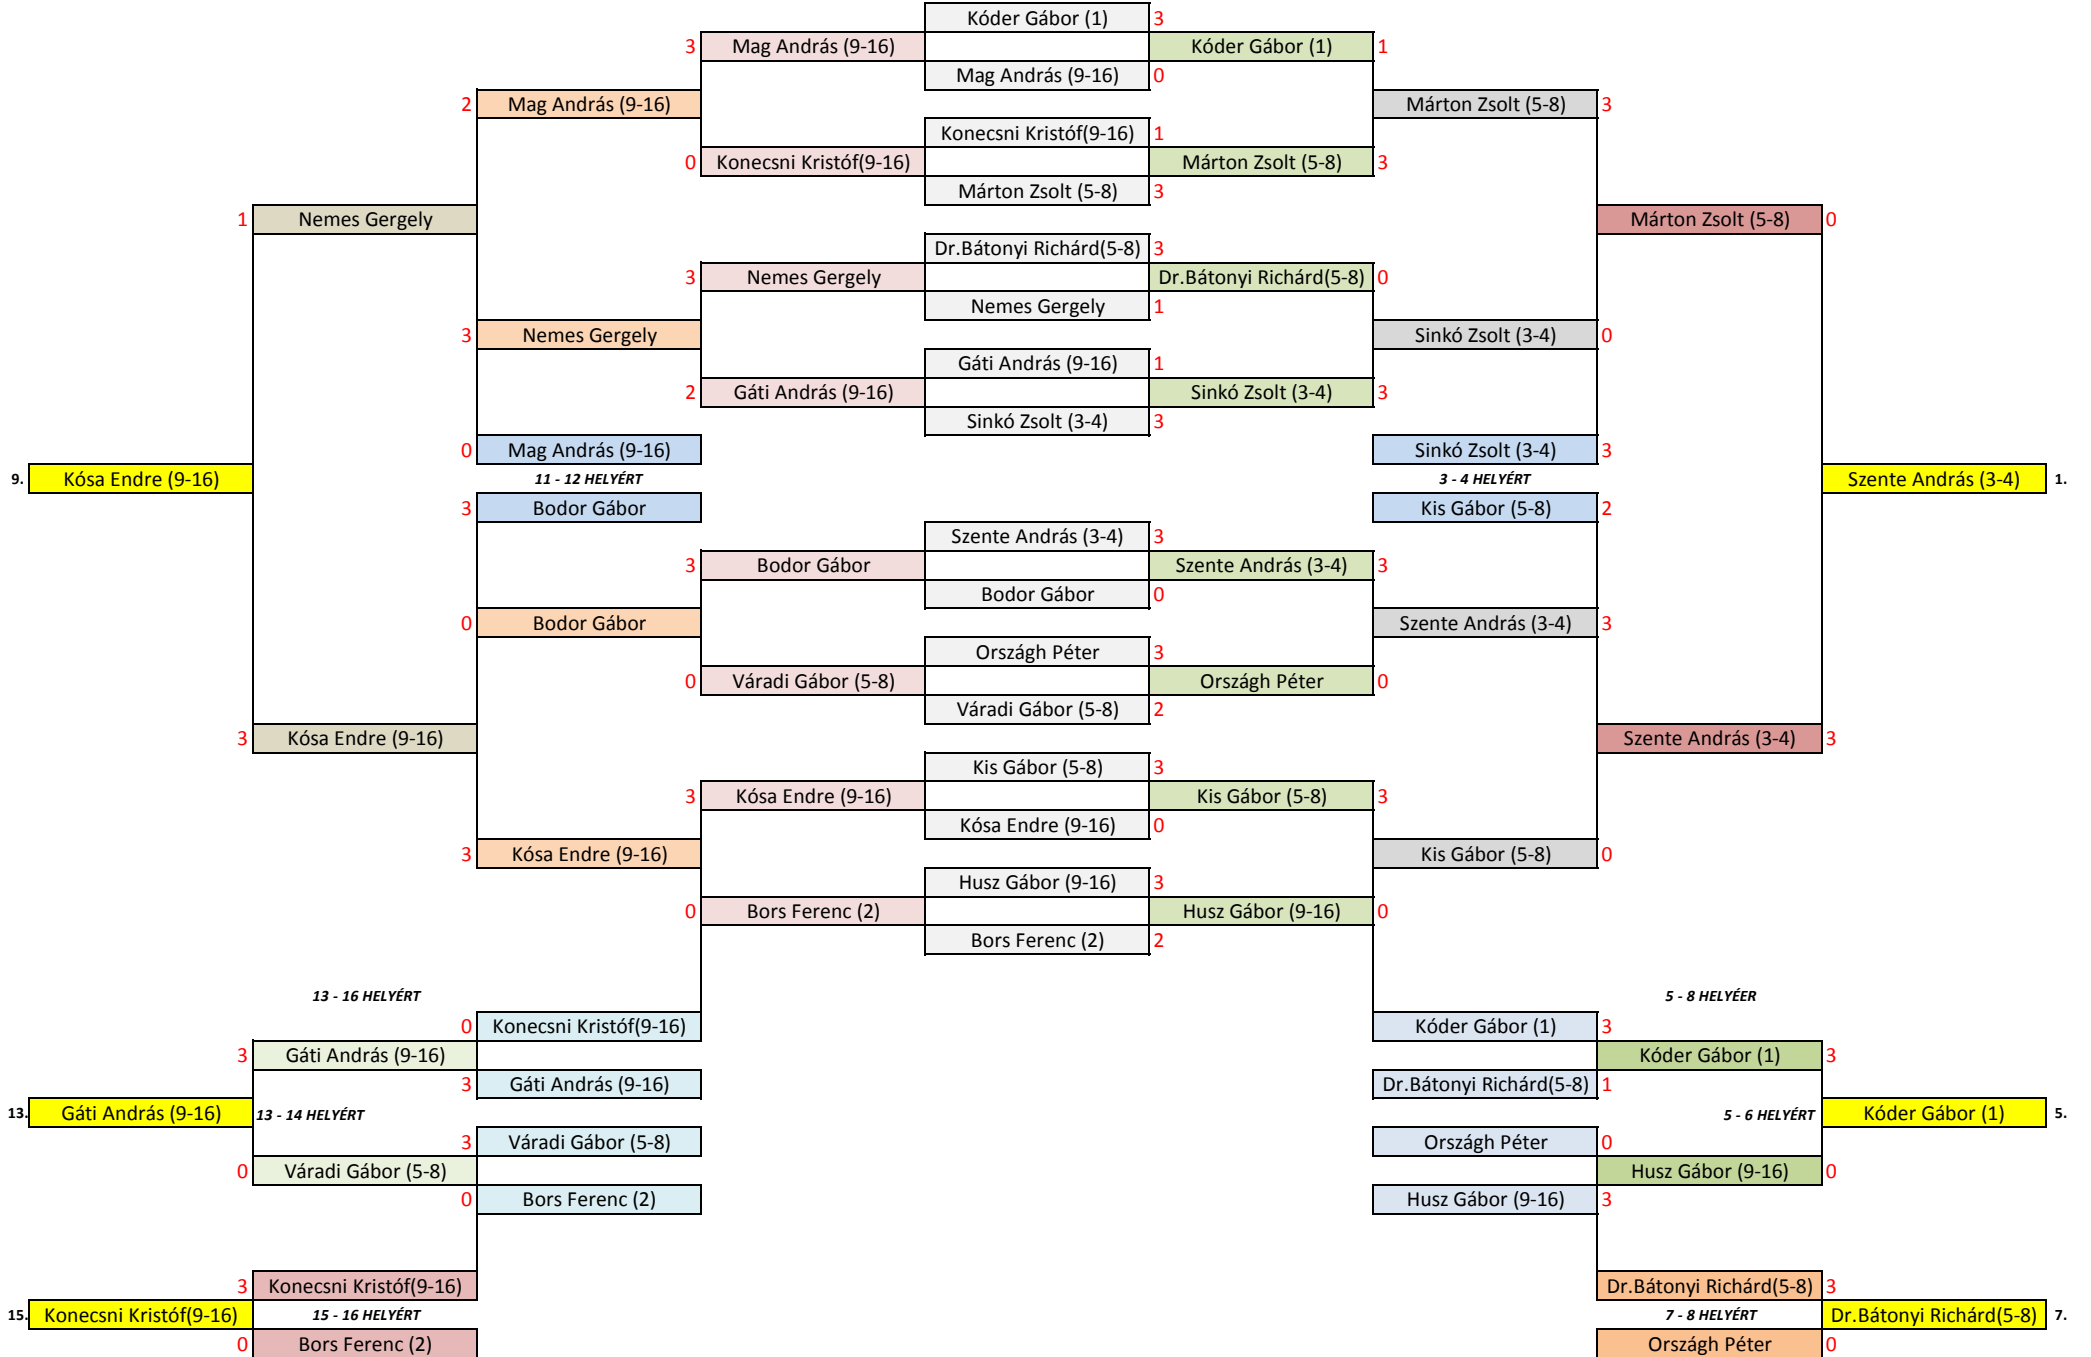 Kóder Gábor (1) 3
3 Mag András (9-16) Kóder Gábor (1) 1
Mag András (9-16) 0
2 Mag András (9-16) Márton Zsolt (5-8) 3
Konecsni Kristóf(9-16) 1
0 Konecsni Kristóf(9-16) Márton Zsolt (5-8) 3
Márton Zsolt (5-8) 3
1 Nemes Gergely Márton Zsolt (5-8) 0
Dr.Bátonyi Richárd(5-8) 3
3 Nemes Gergely Dr.Bátonyi Richárd(5-8) 0
Nemes Gergely 1
3 Nemes Gergely Sinkó Zsolt (3-4) 0
Gáti András (9-16) 1
2 Gáti András (9-16) Sinkó Zsolt (3-4) 3
Sinkó Zsolt (3-4) 3
0 Mag András (9-16) Sinkó Zsolt (3-4) 3
9. Kósa Endre (9-16) 11 - 12 HELYÉRT 3 - 4 HELYÉRT Szente András (3-4) 1.
3 Bodor Gábor Kis Gábor (5-8) 2
Szente András (3-4) 3
3 Bodor Gábor Szente András (3-4) 3
Bodor Gábor 0
0 Bodor Gábor Szente András (3-4) 3
Országh Péter 3
0 Váradi Gábor (5-8) Országh Péter 0
Váradi Gábor (5-8) 2
3 Kósa Endre (9-16) Szente András (3-4) 3
Kis Gábor (5-8) 3
3 Kósa Endre (9-16) Kis Gábor (5-8) 3
Kósa Endre (9-16) 0
3 Kósa Endre (9-16) Kis Gábor (5-8) 0
Husz Gábor (9-16) 3
0 Bors Ferenc (2) Husz Gábor (9-16) 0
Bors Ferenc (2) 2
13 - 16 HELYÉRT 5 - 8 HELYÉER
0 Konecsni Kristóf(9-16) Kóder Gábor (1) 3
3 Gáti András (9-16) Kóder Gábor (1) 3
3 Gáti András (9-16) Dr.Bátonyi Richárd(5-8) 1
13. Gáti András (9-16) 13 - 14 HELYÉRT 5 - 6 HELYÉRT Kóder Gábor (1) 5.
3 Váradi Gábor (5-8) Országh Péter 0
0 Váradi Gábor (5-8) Husz Gábor (9-16) 0
0 Bors Ferenc (2) Husz Gábor (9-16) 3
3 Konecsni Kristóf(9-16) Dr.Bátonyi Richárd(5-8) 3
15. Konecsni Kristóf(9-16) 15 - 16 HELYÉRT 7 - 8 HELYÉRT Dr.Bátonyi Richárd(5-8) 7.
0 Bors Ferenc (2) Országh Péter 0